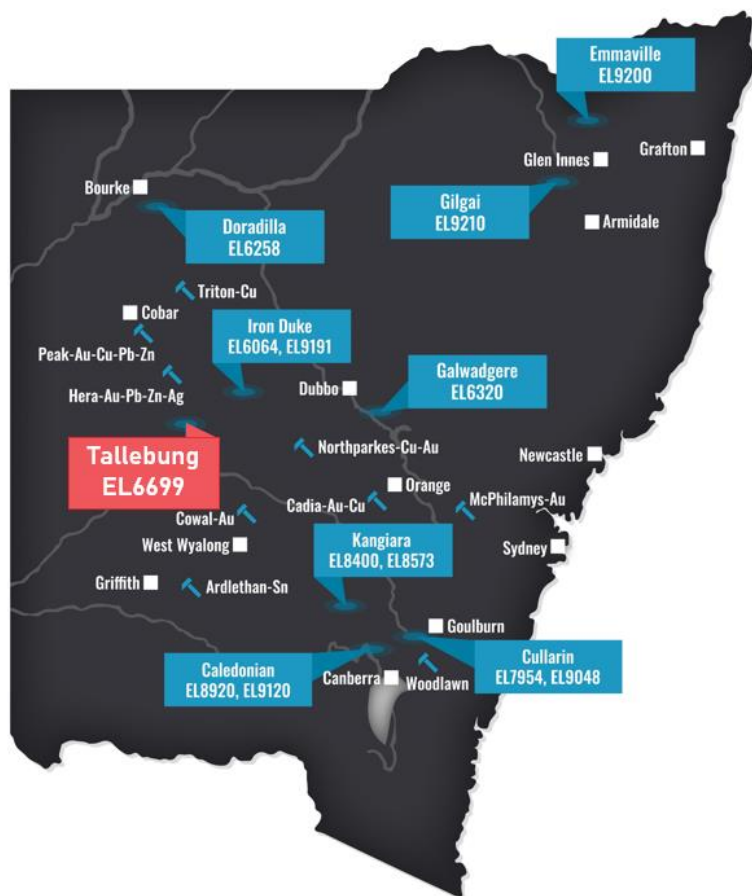 Emmaville
EL9200
Glen Innes
Grafton
Bourke
Gilgai
EL9210
Armidale
Doradilla
EL6258
Triton-Cu
Cobar
Iron Duke
EL6064, EL9191
Peak-Au-Cu-Pb-Zn
Hera-Au-Pb-Zn-Ag
Dubbo
Galwadgere
EL6320
Tallebung
EL6699
Northparkes-Cu-Au
Newcastle
Orange
Cadia-Au-Cu
McPhilamys-Au
Cowal-Au
West Wyalong
Kangiara
EL8400, EL8573
Sydney
Griffith
Ardlethan-Sn
Goulburn
Caledonian
EL8920, EL9120
Canberra
Woodlawn
Cullarin
EL7954, EL9048